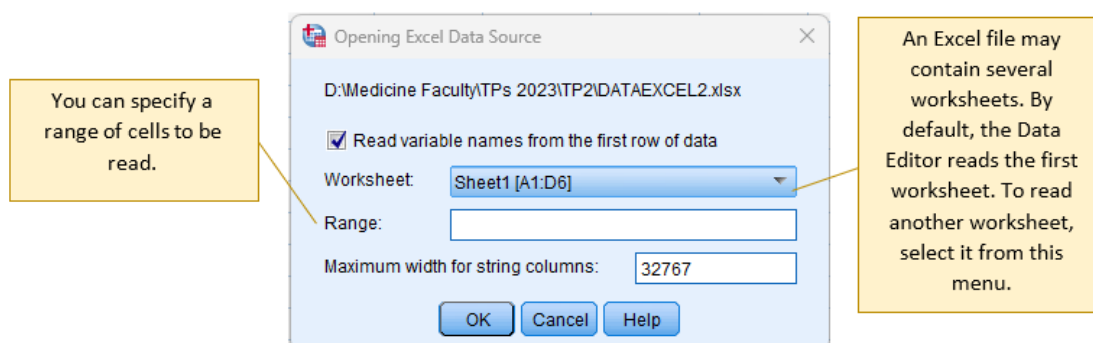 You can specify a
range of cells to be
read.
Opening Excel Data Source
D:\Medicine Faculty\TPs 2023\TP2\DATAEXCEL2.xlsx
Read variable names from the first row of data
Worksheet: Sheet1 [A1:D6]
Range:
Maximum width for string columns: 32767
OK Cancel Help
An Excel file may
contain several
worksheets. By
default, the Data
Editor reads the first
worksheet. To read
another worksheet,
select it from this
menu.